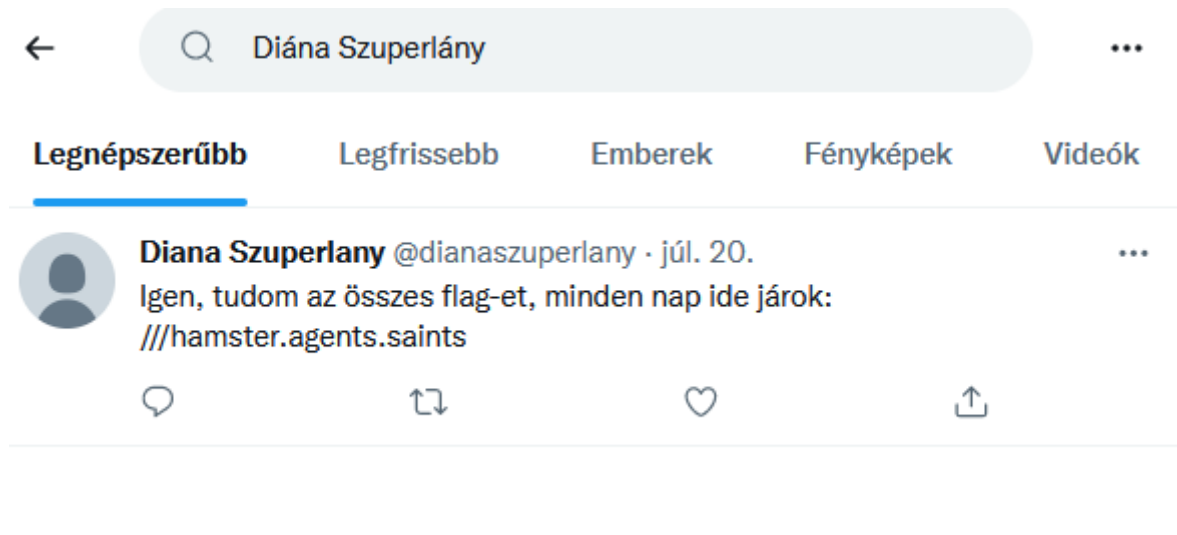 Diána Szuperlány
Legnépszerűbb Legfrissebb Emberek Fényképek Videók
Diana Szuperlany @dianaszuperlany · júl. 20.
Igen, tudom az összes flag-et, minden nap ide járok:
///hamster.agents.saints